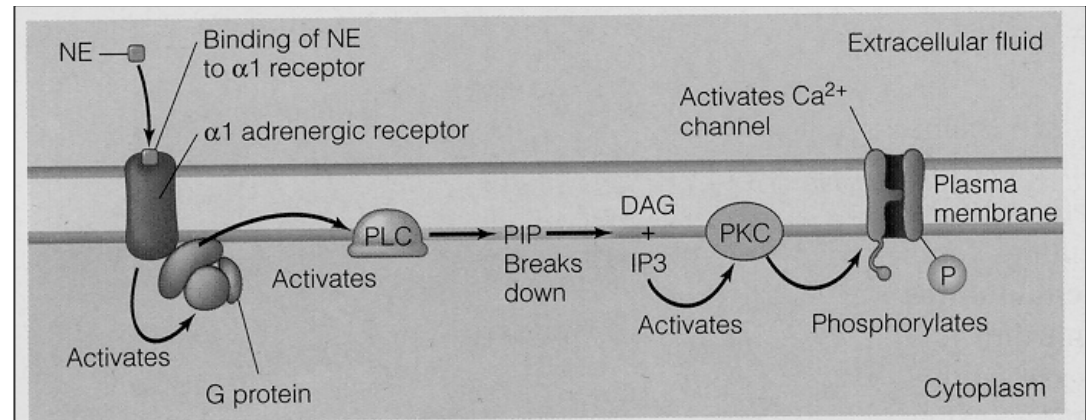 NE
Binding of NE
to α1 receptor
α1 adrenergic receptor
Extracellular fluid
Activates Ca²⁺
channel
Plasma
membrane
PLC
PIP
Breaks
down
DAG
+
IP3
PKC
P
Activates
Activates
Phosphorylates
Activates
G protein
Cytoplasm